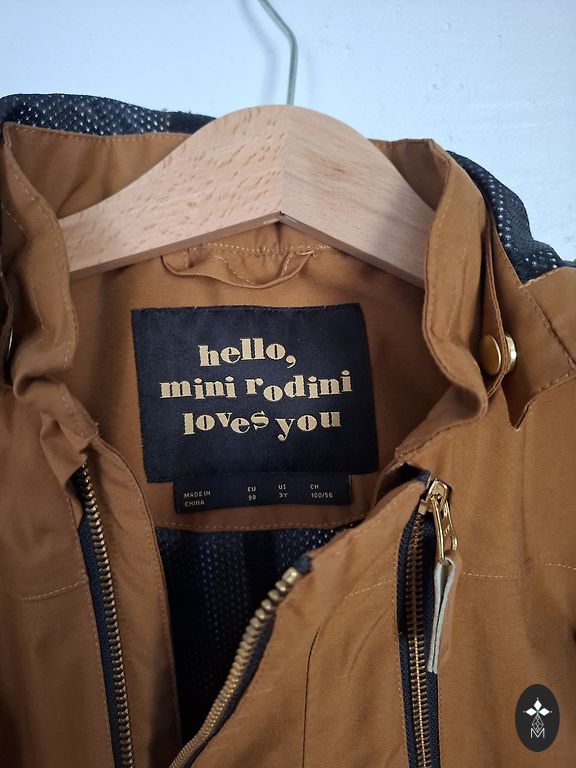 hello,
mini rodini
loves you
MADE IN CHINA EU 98 US 3Y CH 100/56
M